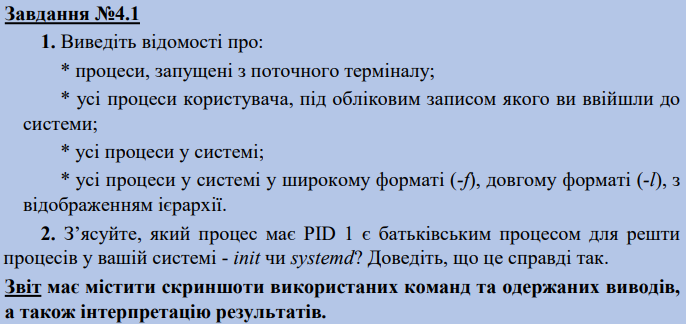 Завдання №4.1
1. Виведіть відомості про:
* процеси, запущені з поточного терміналу;
* усі процеси користувача, під обліковим записом якого ви ввійшли до
системи;
* усі процеси у системі;
* усі процеси у системі у широкому форматі (-f), довгому форматі (-l), з
відображенням ієрархії.
2. З’ясуйте, який процес має PID 1 є батьківським процесом для решти
процесів у вашій системі - init чи systemd? Доведіть, що це справді так.
Звіт має містити скриншоти використаних команд та одержаних виводів,
а також інтерпретацію результатів.